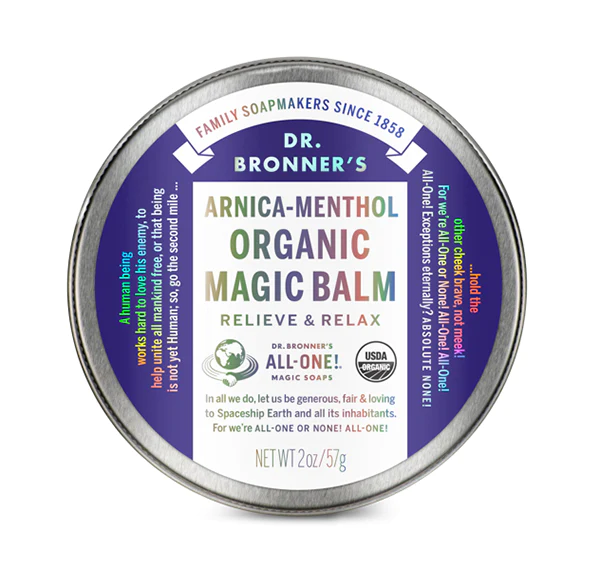 FAMILY SOAPMAKERS SINCE 1858
DR.
BRONNER'S
ARNICA-MENTHOL
ORGANIC
MAGIC BALM
RELIEVE & RELAX
DR. BRONNER'S
ALL-ONE!
MAGIC SOAPS
USDA
ORGANIC
In all we do, let us be generous, fair & loving
to Spaceship Earth and all its inhabitants.
For we're ALL-ONE OR NONE! ALL-ONE!
NET WT 2 oz/57g
A human being
works hard to love his enemy, to
help unite all mankind free, or that being
is not yet Human; so, go the second mile ...
...hold the
other cheek brave, not meek!
For we're All-One or None! All-One!
All-One! Exceptions eternally? ABSOLUTE NONE!